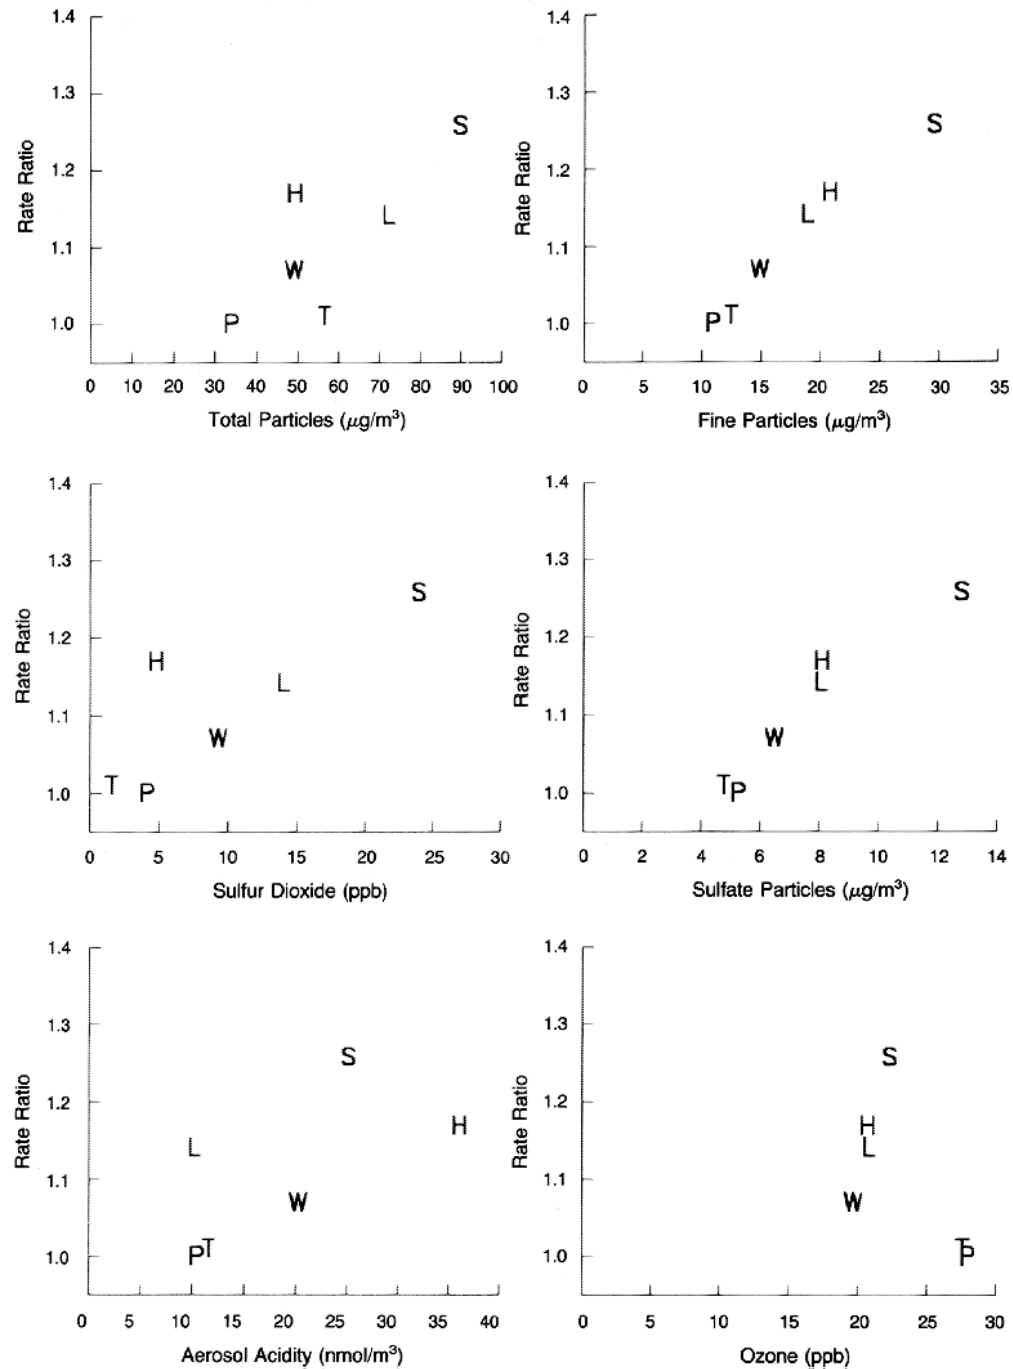 1.4
1.3
1.2
1.1
1.0
Rate Ratio
S
H
L
W
P
T
0 10 20 30 40 50 60 70 80 90 100
Total Particles (μg/m³)
1.4
1.3
1.2
1.1
1.0
Rate Ratio
S
H
L
W
T
P
0 5 10 15 20 25 30 35
Fine Particles (μg/m³)
1.4
1.3
1.2
1.1
1.0
Rate Ratio
S
H
L
W
T
P
0 5 10 15 20 25 30
Sulfur Dioxide (ppb)
1.4
1.3
1.2
1.1
1.0
Rate Ratio
S
H
L
W
T
P
0 2 4 6 8 10 12 14
Sulfate Particles (μg/m³)
1.4
1.3
1.2
1.1
1.0
Rate Ratio
S
H
L
W
P
T
0 5 10 15 20 25 30 35 40
Aerosol Acidity (nmol/m³)
1.4
1.3
1.2
1.1
1.0
Rate Ratio
S
H
L
W
T
P
0 5 10 15 20 25 30
Ozone (ppb)